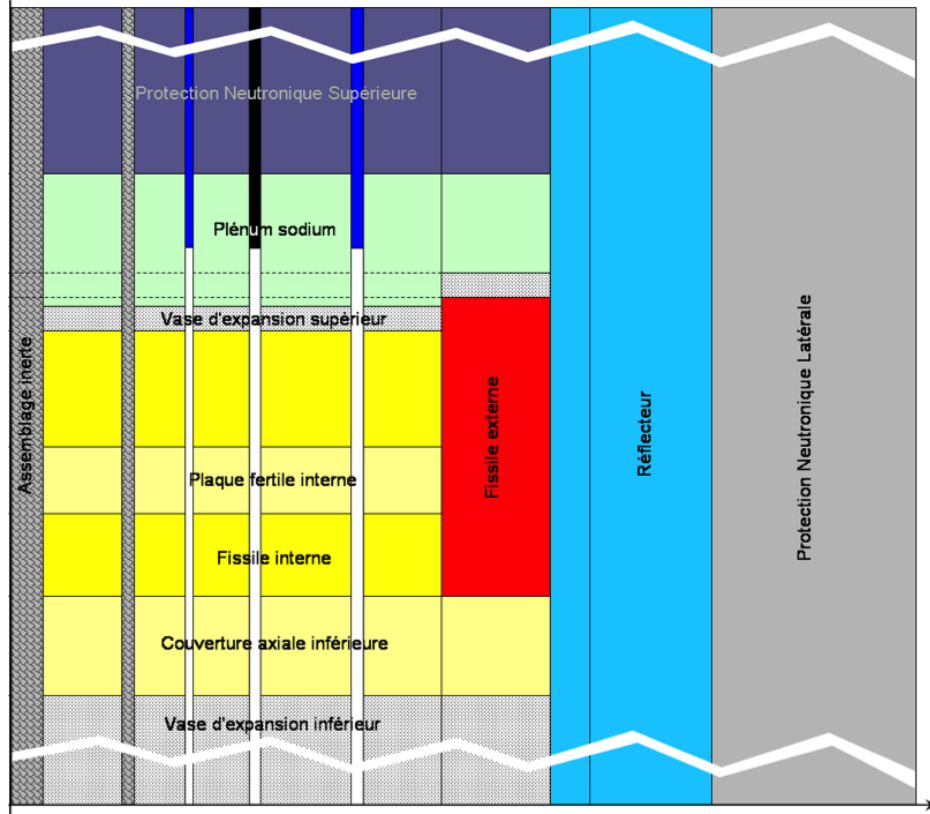 Protection Neutronique Supérieure
Plénum sodium
Vase d'expansion supérieur
Assemblage inerte
Plaque fertile interne
Fissile interne
Couverture axiale inférieure
Vase d'expansion inférieur
Fissile externe
Réflecteur
Protection Neutronique Latérale